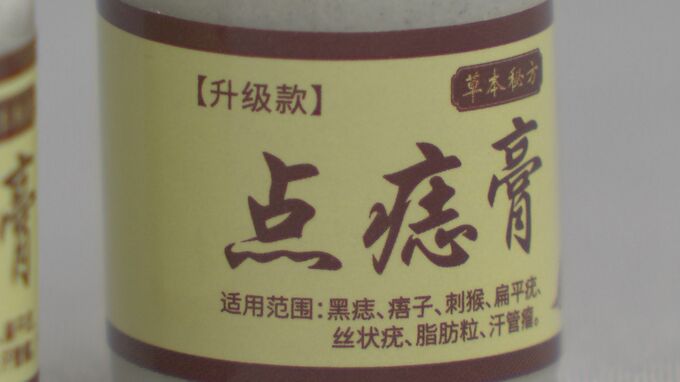 【升级款】
草本秘方
点痣膏
适用范围:黑痣、痦子、刺猴、扁平疣、
丝状疣、脂肪粒、汗管瘤。
膏